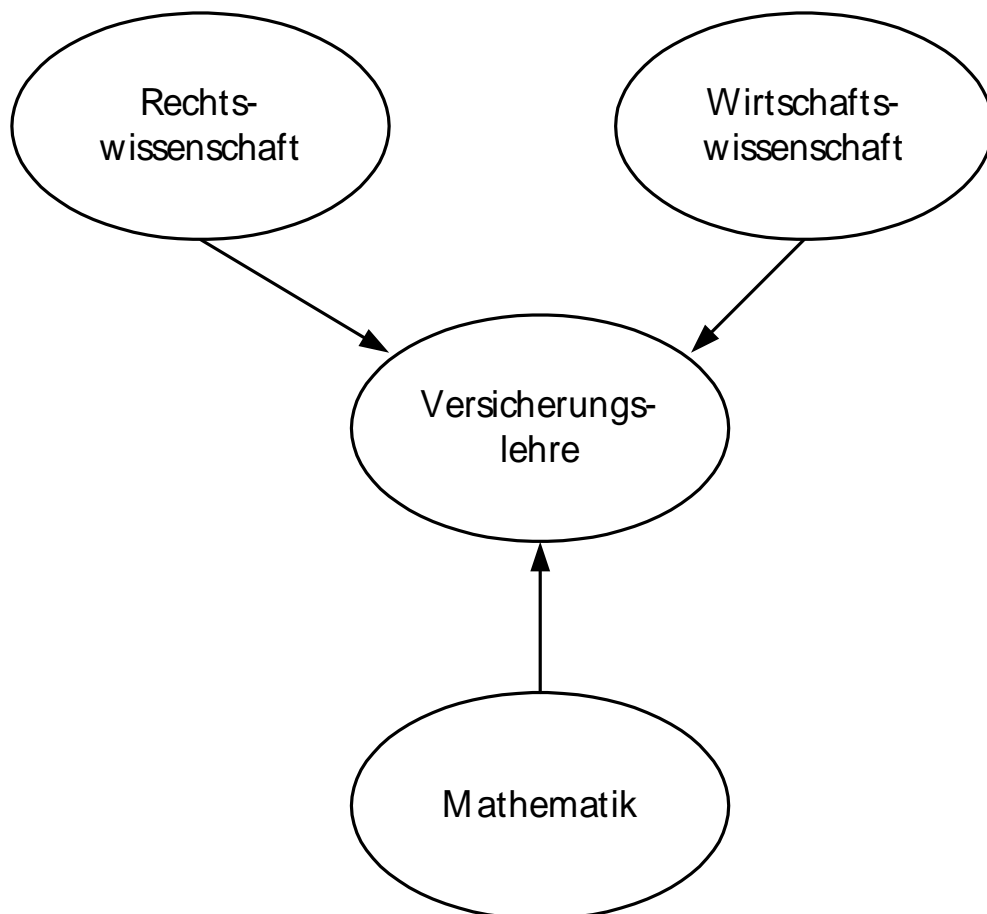 Rechts-
wissenschaft
Wirtschafts-
wissenschaft
Versicherungs-
lehre
Mathematik